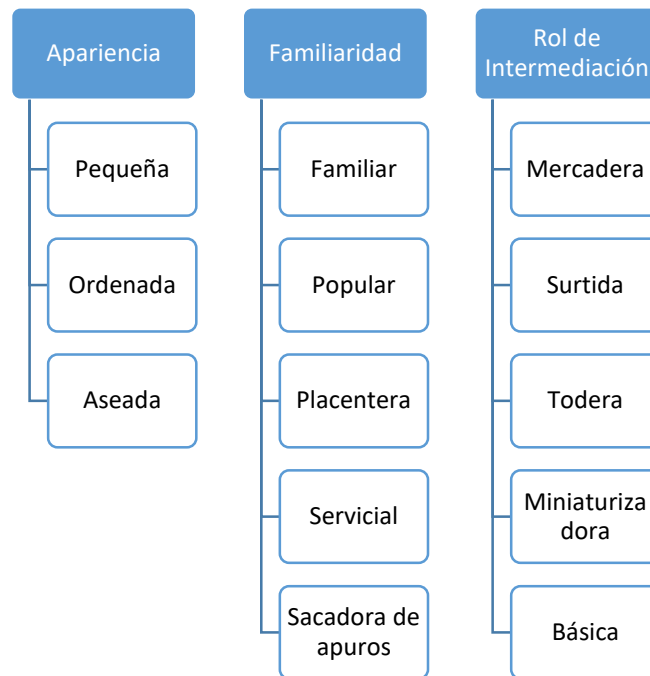 Apariencia
Pequeña
Ordenada
Aseada
Familiaridad
Familiar
Popular
Placentera
Servicial
Sacadora de
apuros
Rol de
Intermediación
Mercadera
Surtida
Todera
Miniaturiza
dora
Básica